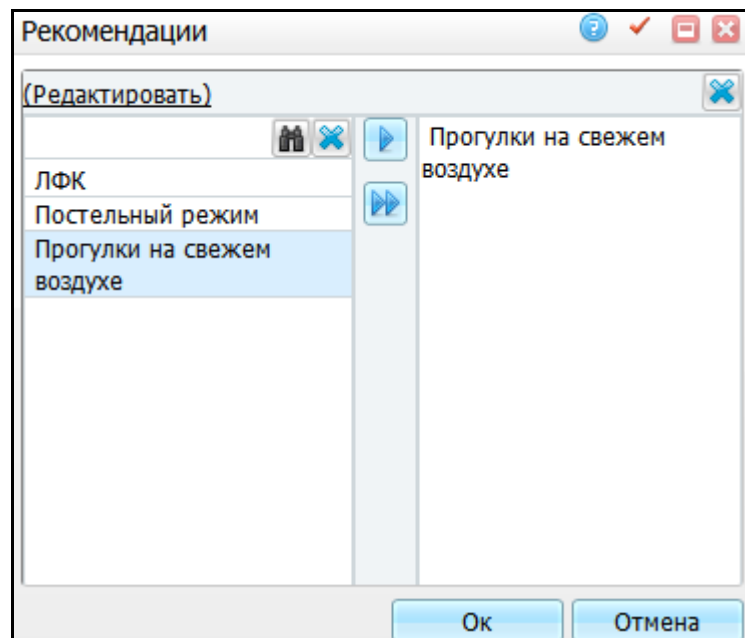 Рекомендации
(Редактировать)
ЛФК
Постельный режим
Прогулки на свежем
воздухе
Прогулки на свежем
воздухе
Ок
Отмена